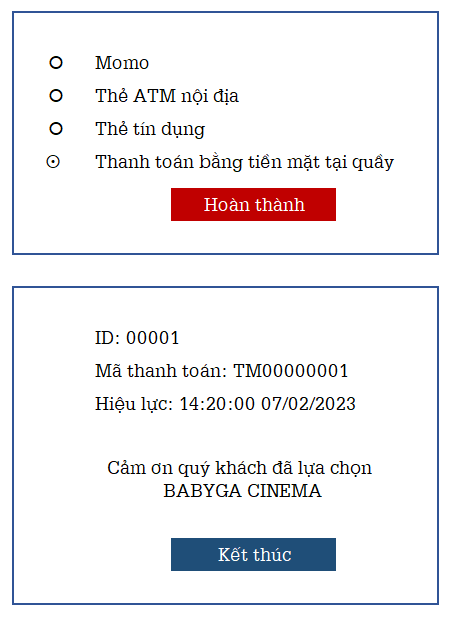 Momo
Thẻ ATM nội địa
Thẻ tín dụng
Thanh toán bằng tiền mặt tại quầy
Hoàn thành
ID: 00001
Mã thanh toán: TM00000001
Hiệu lực: 14:20:00 07/02/2023
Cảm ơn quý khách đã lựa chọn
BABYGA CINEMA
Kết thúc